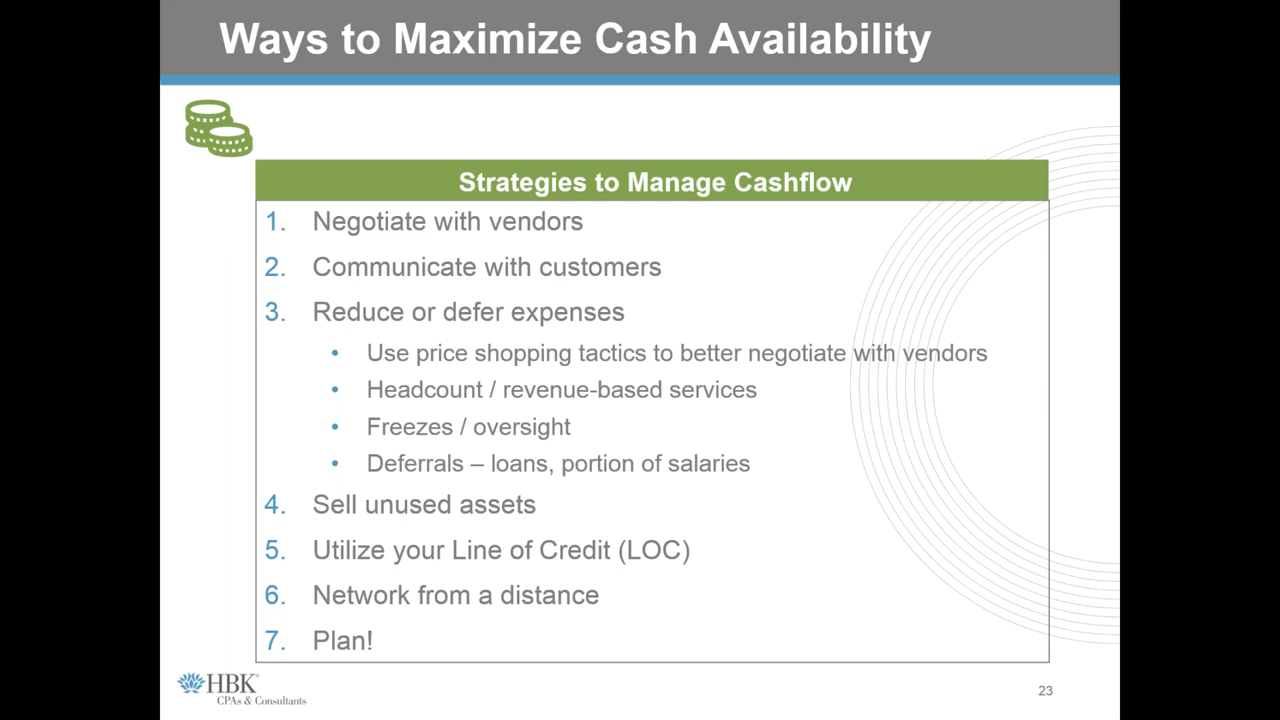 Ways to Maximize Cash Availability
Strategies to Manage Cashflow
1. Negotiate with vendors
2. Communicate with customers
3. Reduce or defer expenses
• Use price shopping tactics to better negotiate with vendors
• Headcount / revenue-based services
• Freezes / oversight
• Deferrals – loans, portion of salaries
4. Sell unused assets
5. Utilize your Line of Credit (LOC)
6. Network from a distance
7. Plan!
HBK®
CPAs & Consultants
23